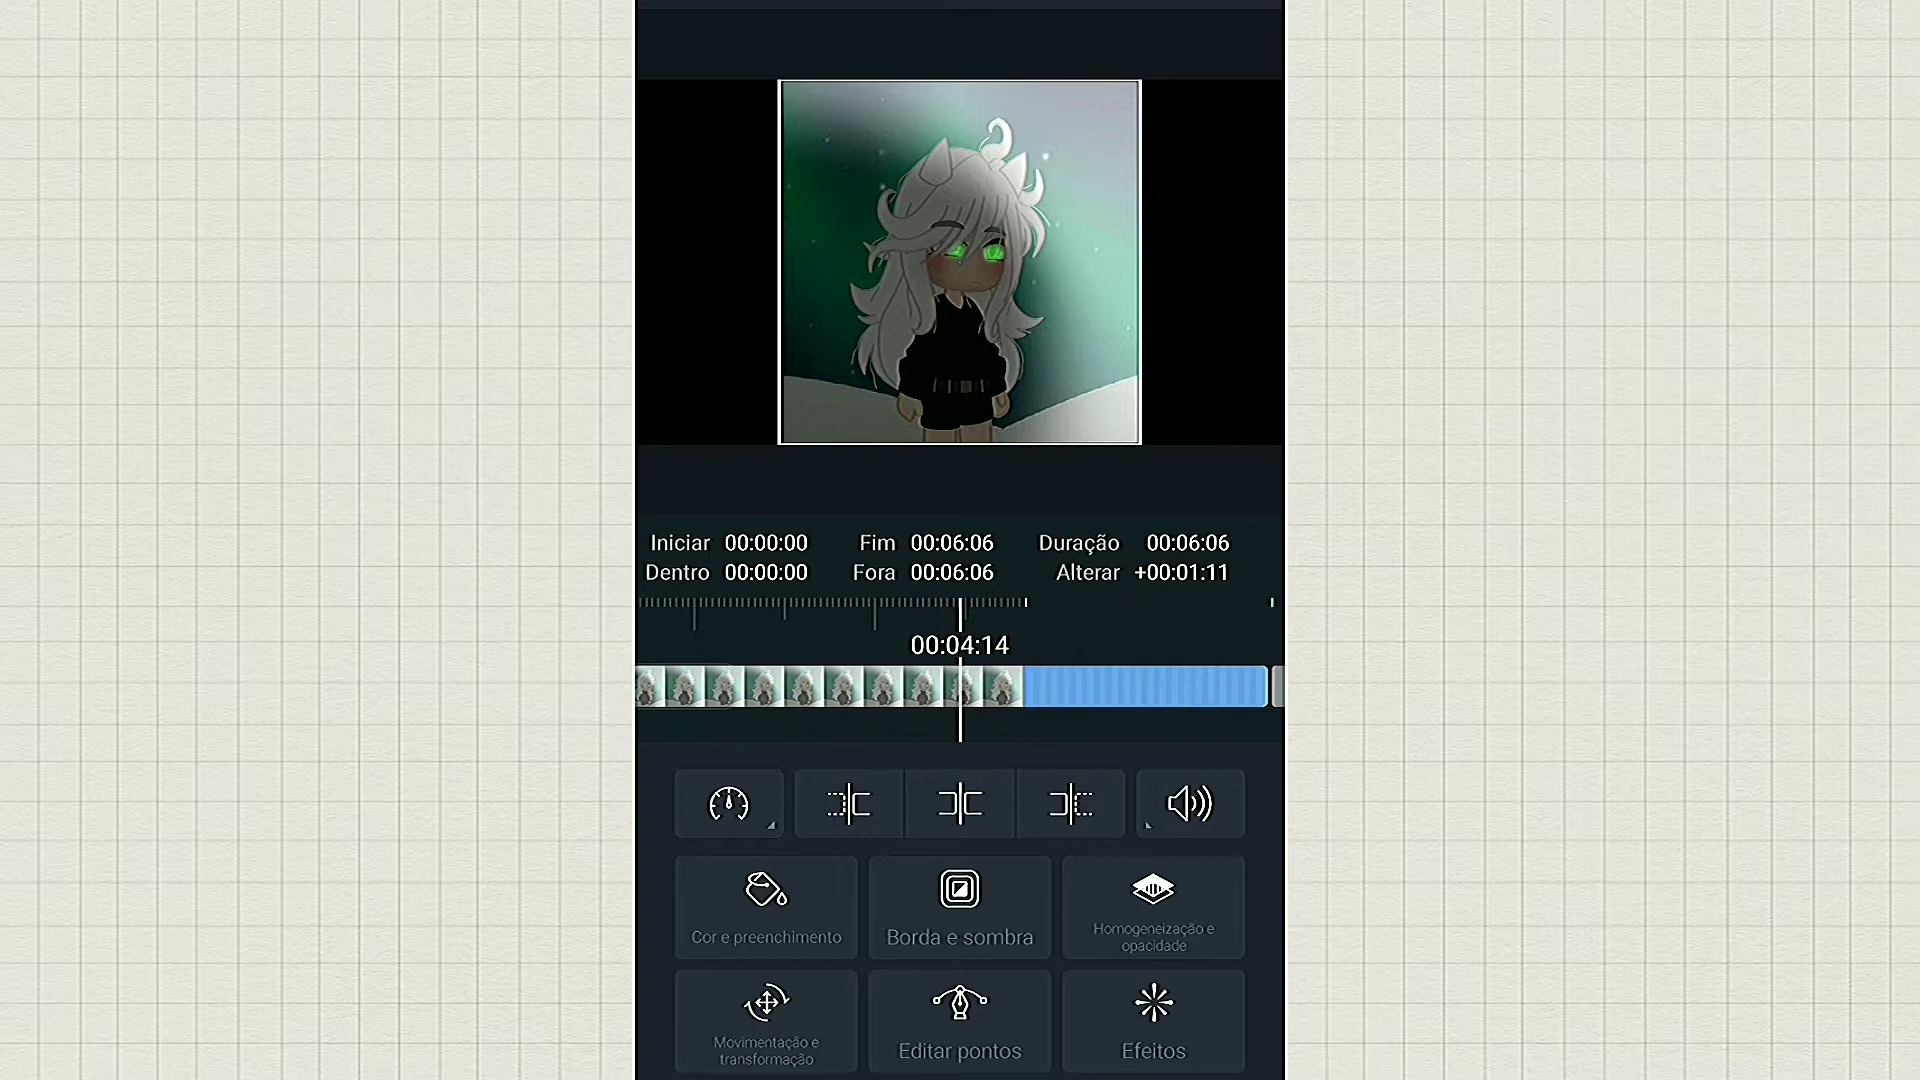 Iniciar 00:00:00 Fim 00:06:06 Duração 00:06:06
Dentro 00:00:00 Fora 00:06:06 Alterar +00:01:11
00:04:14
Cor e preenchimento
Borda e sombra
Homogeneização e
opacidade
Movimentação e
transformação
Editar pontos
Efeitos